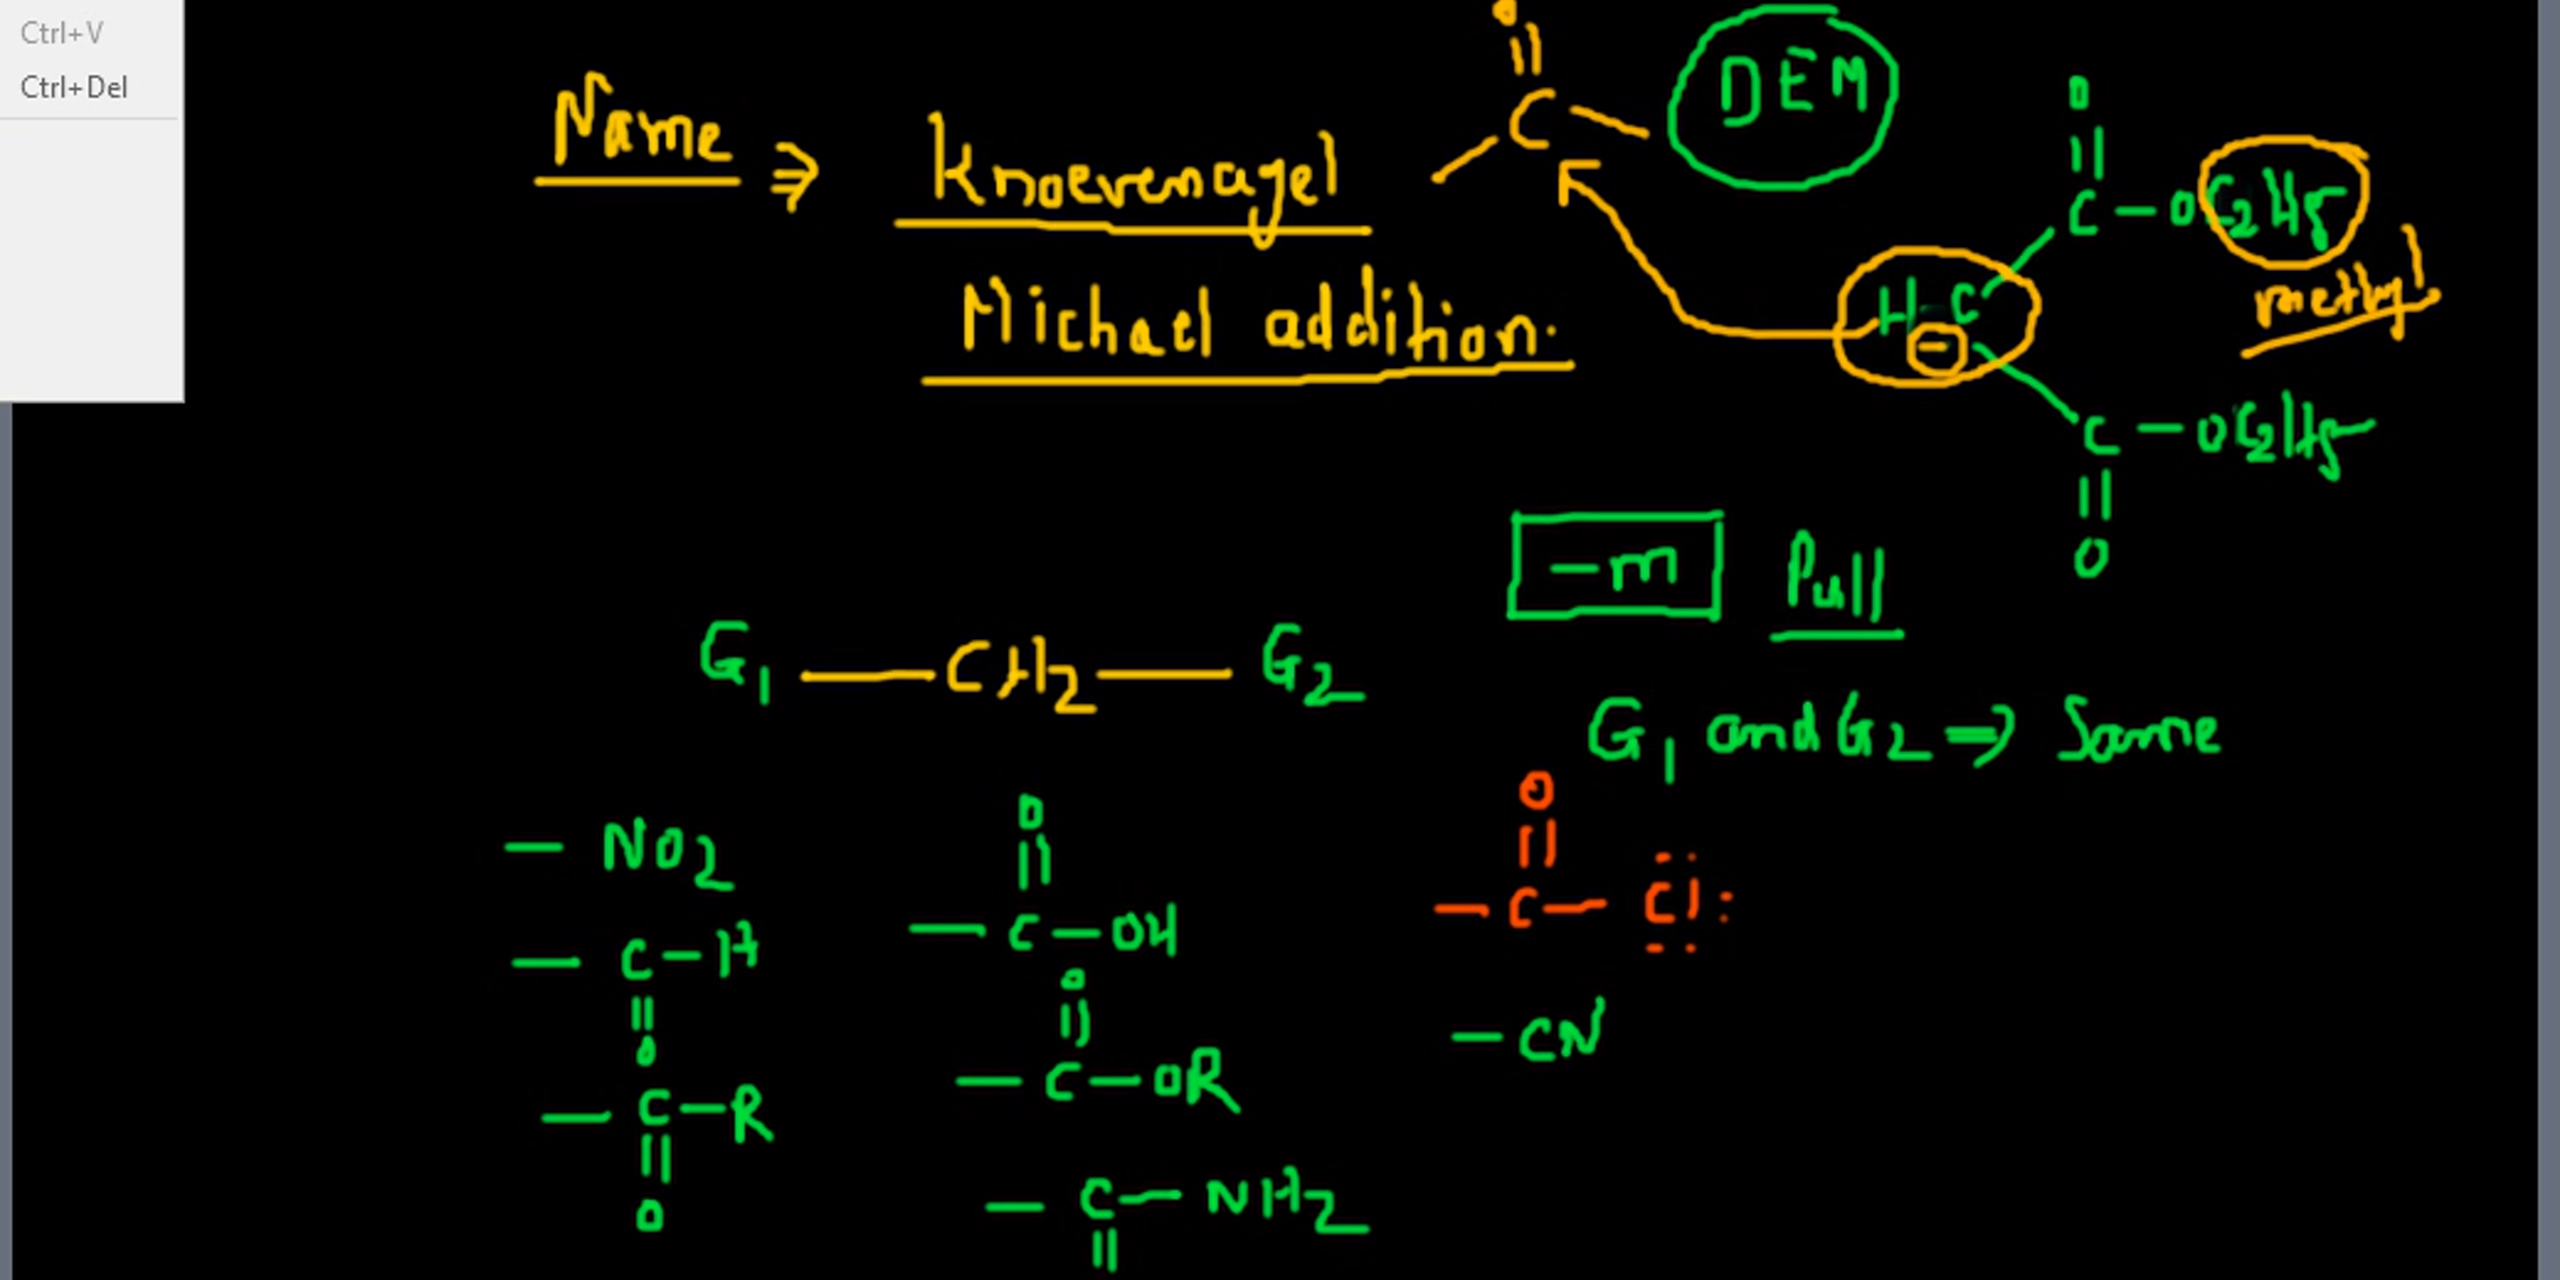 Ctrl+V
Ctrl+Del
Name ⇒ Knoevenagel
Michael addition.
O
||
C
DEM
O
||
C — OC2H5
methyl
H C
−
C — OC2H5
||
O
−m Pull
G1 — CH2 — G2
G1 and G2 ⇒ Same
— NO2
O
||
— C — OH
O
||
— C — Cl
— C — H
||
O
O
||
— C — OR
— CN
— C — R
||
O
— C — NH2
||